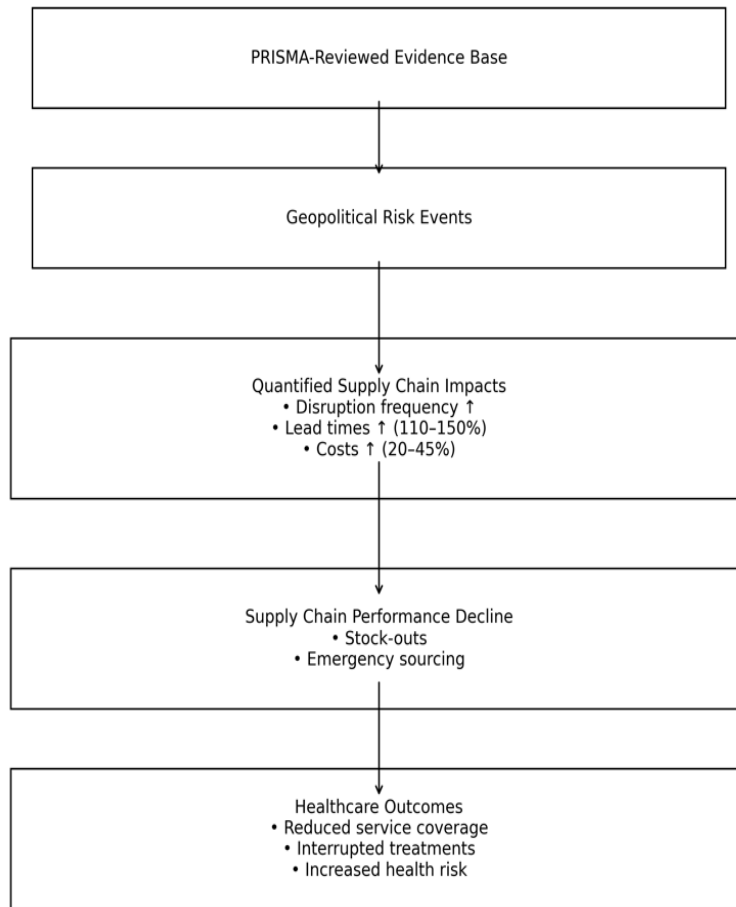 PRISMA-Reviewed Evidence Base
Geopolitical Risk Events
Quantified Supply Chain Impacts
• Disruption frequency ↑
• Lead times ↑ (110–150%)
• Costs ↑ (20–45%)
Supply Chain Performance Decline
• Stock-outs
• Emergency sourcing
Healthcare Outcomes
• Reduced service coverage
• Interrupted treatments
• Increased health risk